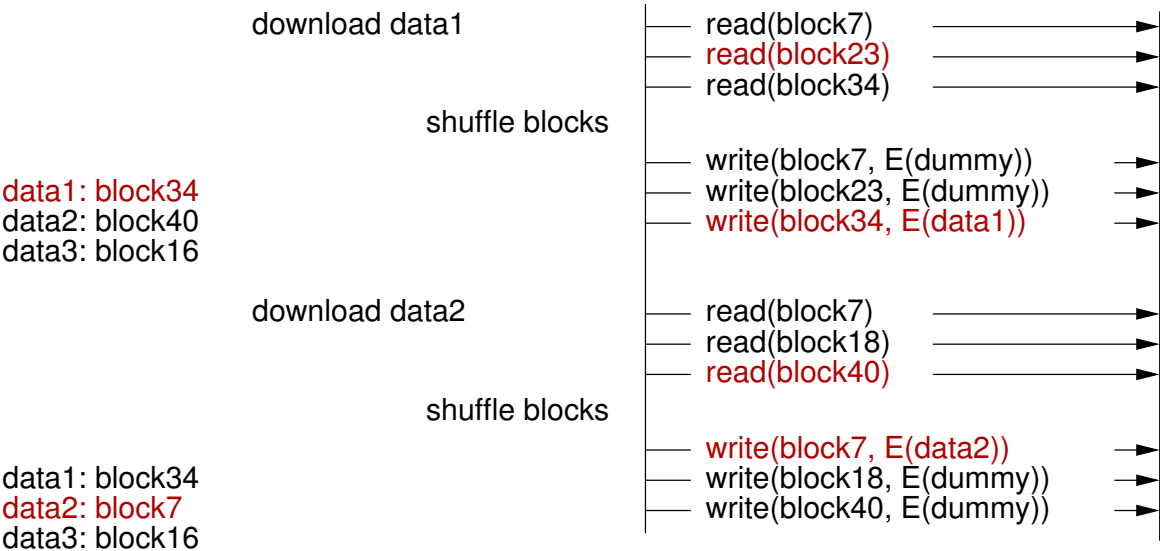 download data1 read(block7)
read(block23)
read(block34)
shuffle blocks
write(block7, E(dummy))
data1: block34 write(block23, E(dummy))
data2: block40 write(block34, E(data1))
data3: block16
download data2 read(block7)
read(block18)
read(block40)
shuffle blocks
write(block7, E(data2))
data1: block34 write(block18, E(dummy))
data2: block7 write(block40, E(dummy))
data3: block16